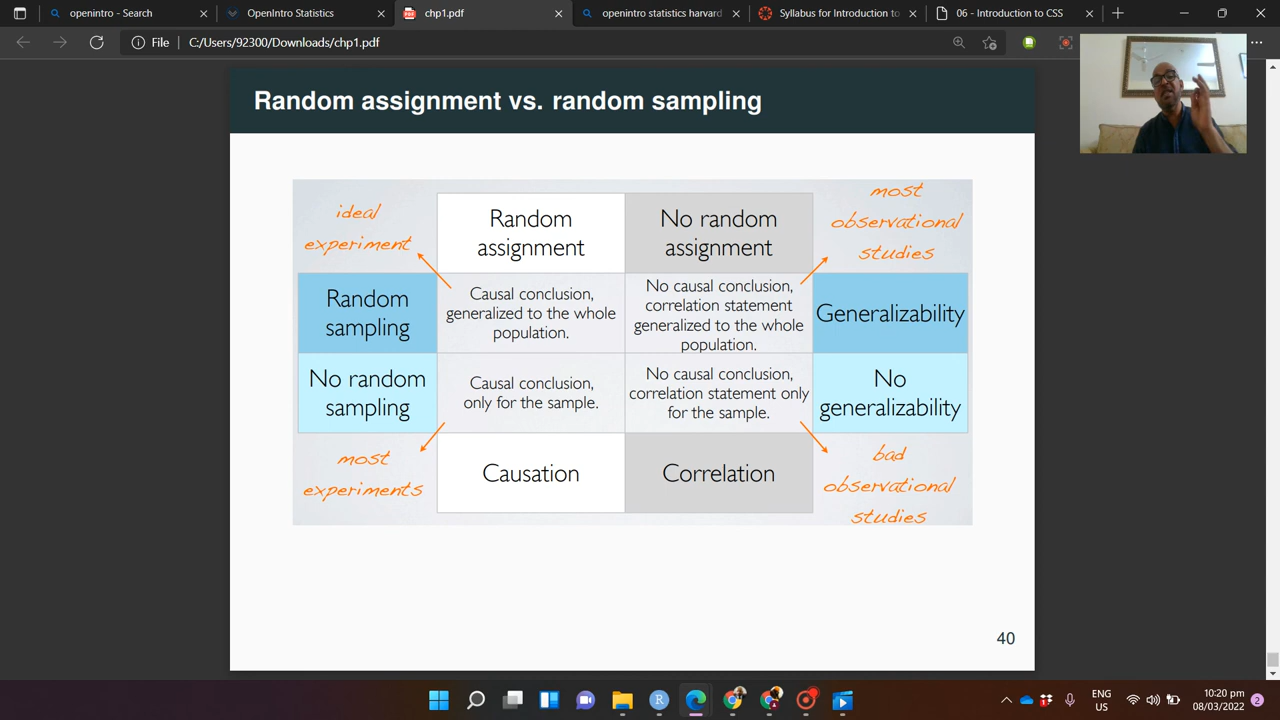 openintro - Search
OpenIntro Statistics
chp1.pdf
openintro statistics harvard
Syllabus for Introduction to
06 - Introduction to CSS
File
C:/Users/92300/Downloads/chp1.pdf
Random assignment vs. random sampling
ideal
experiment
Random
assignment
No random
assignment
most
observational
studies
Random
sampling
Causal conclusion,
generalized to the whole
population.
No causal conclusion,
correlation statement
generalized to the whole
population.
Generalizability
No random
sampling
Causal conclusion,
only for the sample.
No causal conclusion,
correlation statement only
for the sample.
No
generalizability
most
experiments
Causation
Correlation
bad
observational
studies
40
ENG
US
10:20 pm
08/03/2022
2